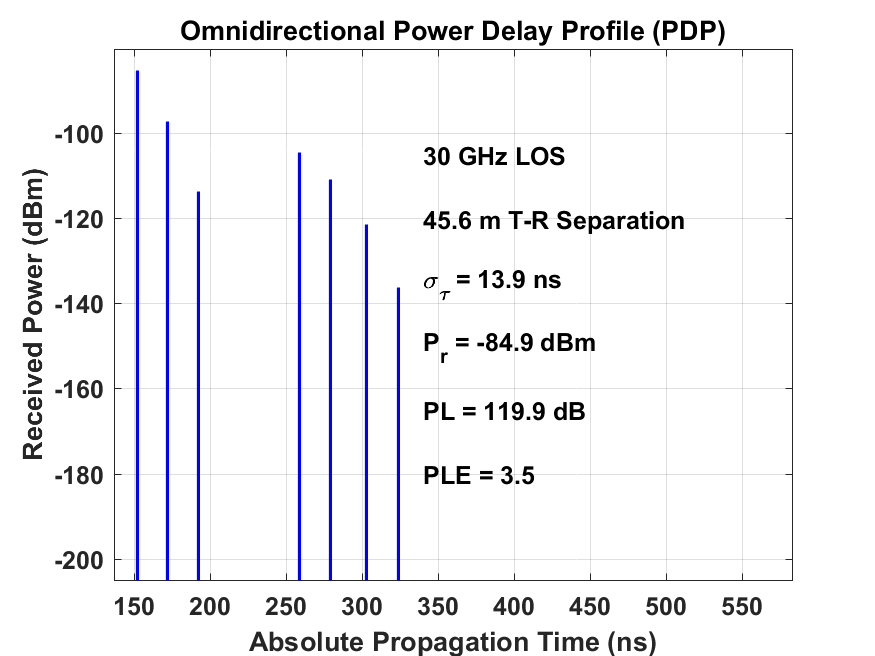 Omnidirectional Power Delay Profile (PDP)
Received Power (dBm)
-100
-120
-140
-160
-180
-200
30 GHz LOS
45.6 m T-R Separation
σ_τ = 13.9 ns
P_r = -84.9 dBm
PL = 119.9 dB
PLE = 3.5
150 200 250 300 350 400 450 500 550
Absolute Propagation Time (ns)